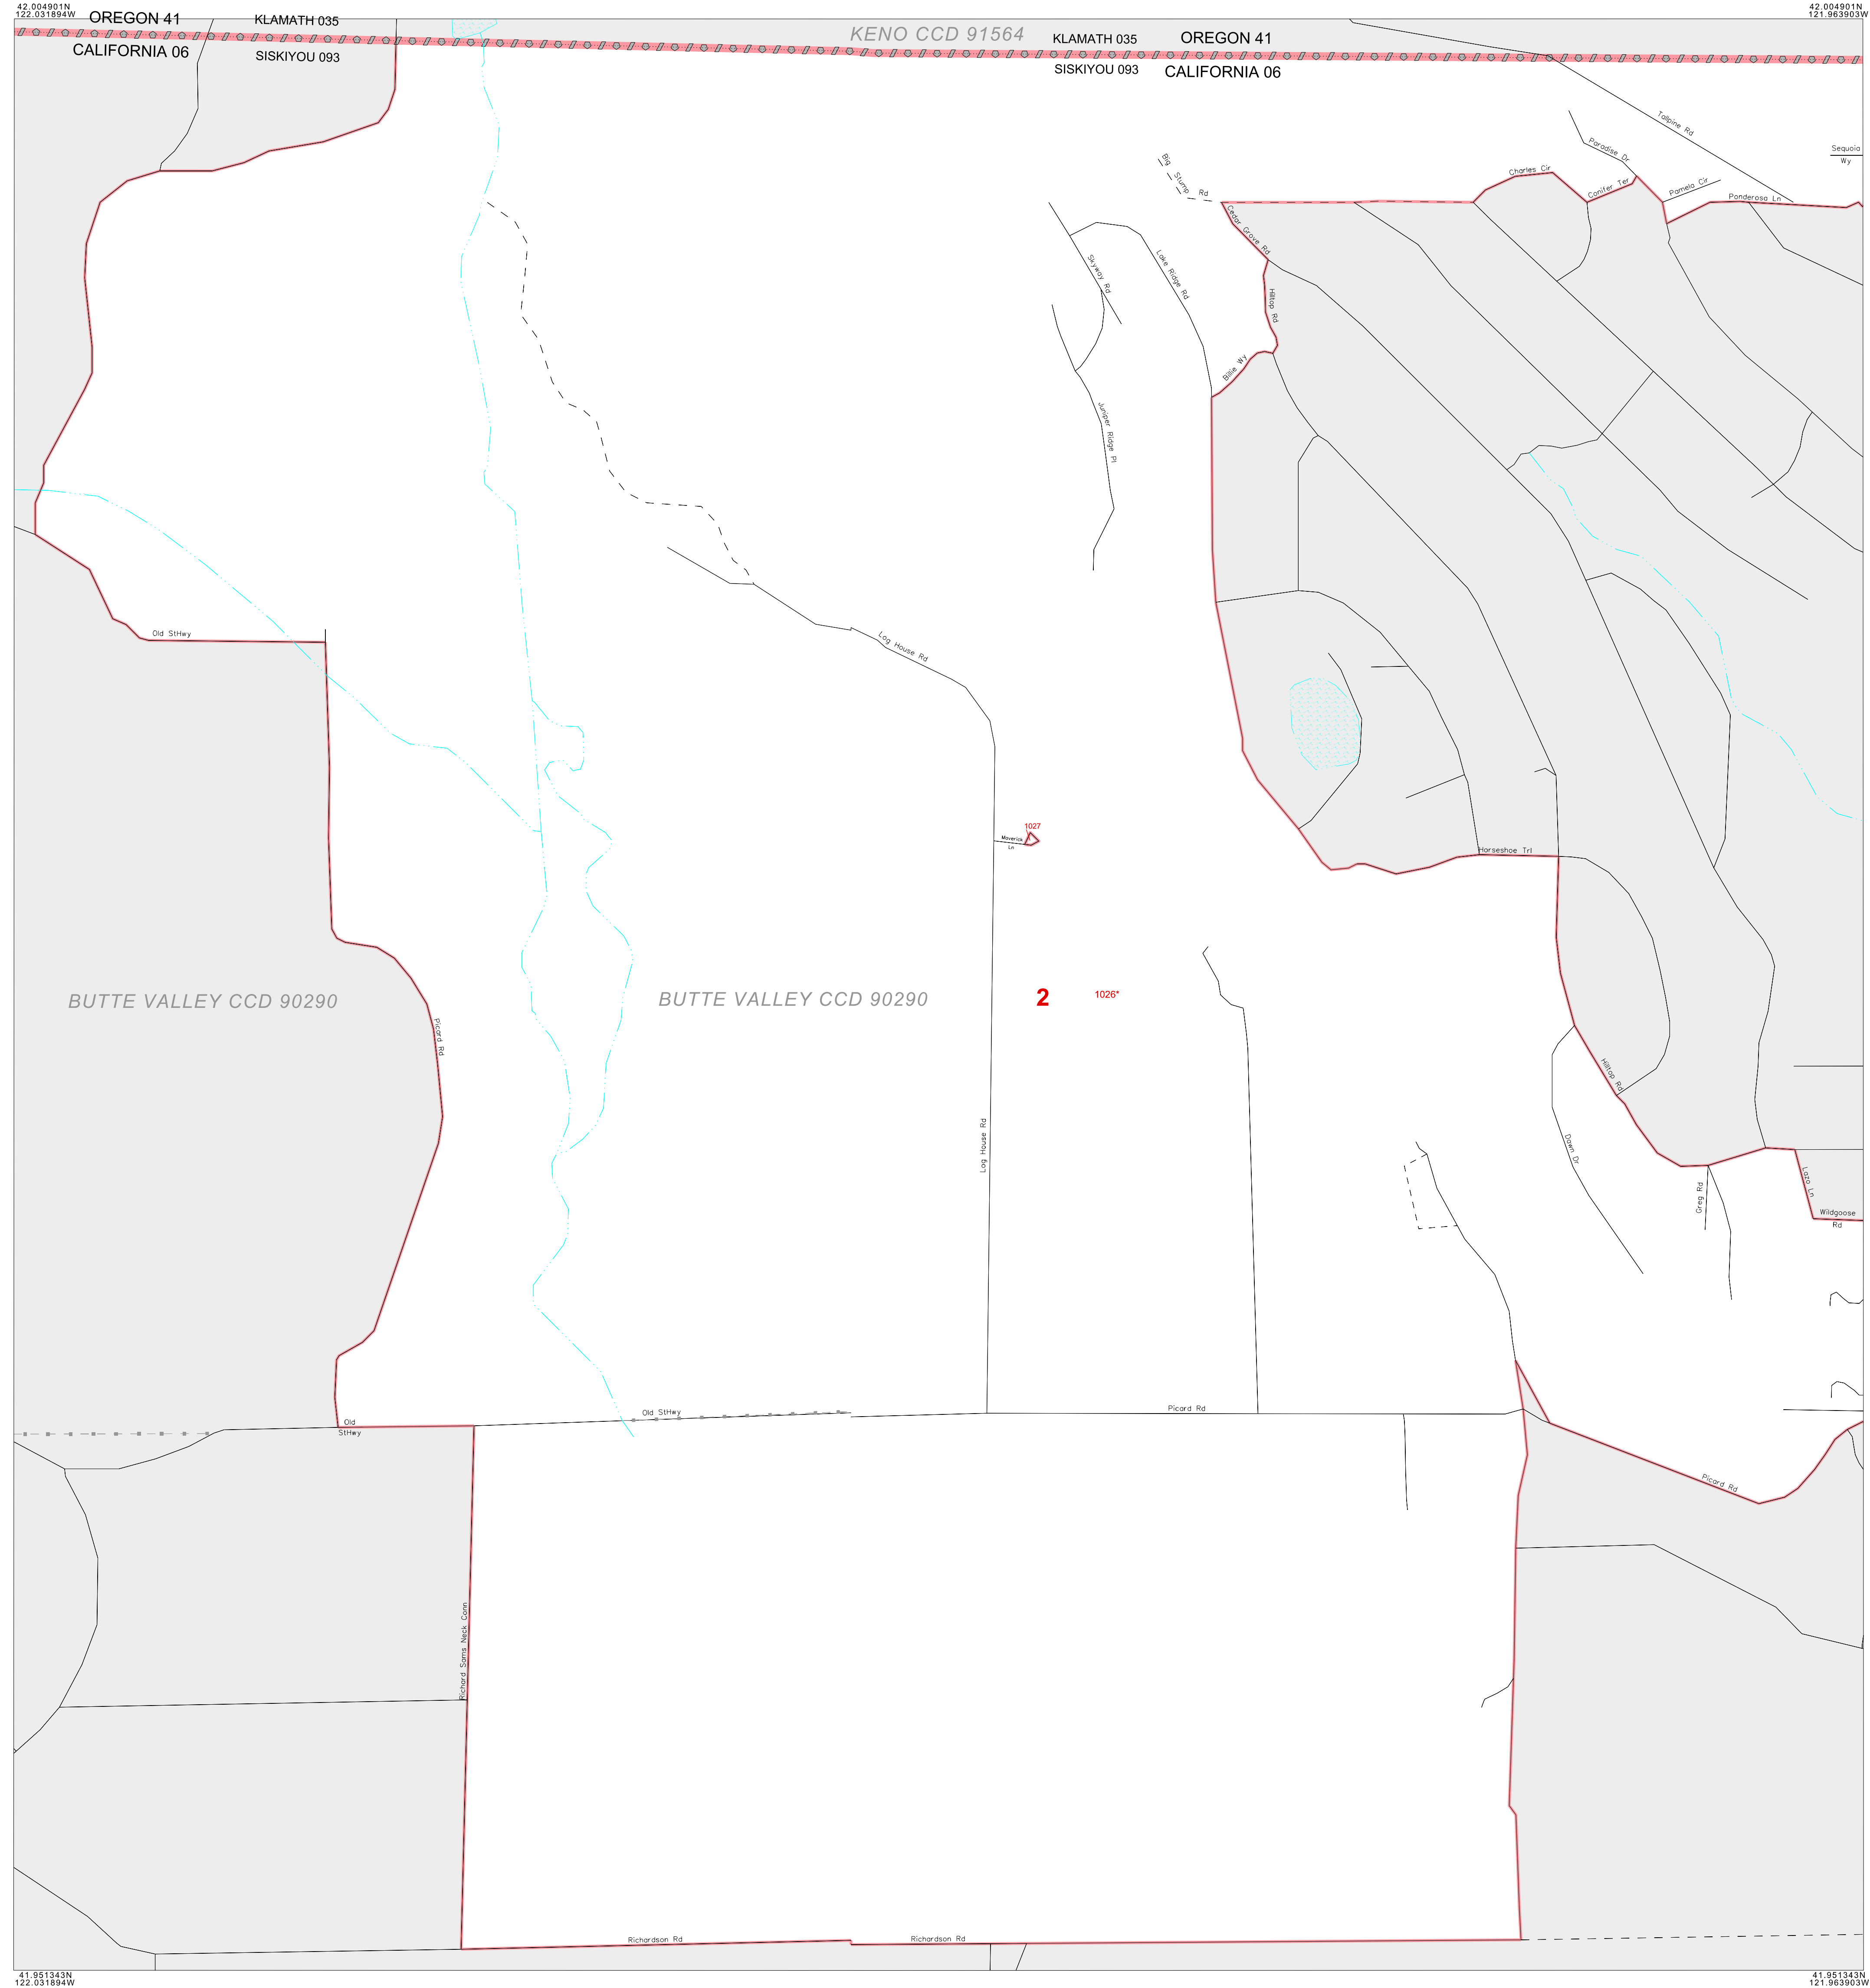 42.004901N
122.031894W
OREGON 41
KLAMATH 035
CALIFORNIA 06
SISKIYOU 093
KENO CCD 91564
KLAMATH 035
OREGON 41
SISKIYOU 093
CALIFORNIA 06
42.004901N
121.963903W
Tallpine Rd
Sequoia
Wy
Paradise Dr
Big
Stump
Rd
Charles Cir
Conifer Ter
Pamela Cir
Ponderosa Ln
Cedar Grove Rd
Skyway Rd
Lake Ridge Rd
Hilltop Rd
Billie Wy
Juniper Ridge Pl
Old StHwy
Log House Rd
1027
Maverick
Ln
Horseshoe Trl
BUTTE VALLEY CCD 90290
BUTTE VALLEY CCD 90290
2
1026*
Picard Rd
Hilltop Rd
Log House Rd
Dawn Dr
Greg Rd
Lazo Ln
Wildgoose
Rd
Old StHwy
Picard Rd
Old
StHwy
Picard Rd
Richard Sams Neck Conn
Richardson Rd
Richardson Rd
41.951343N
122.031894W
41.951343N
121.963903W